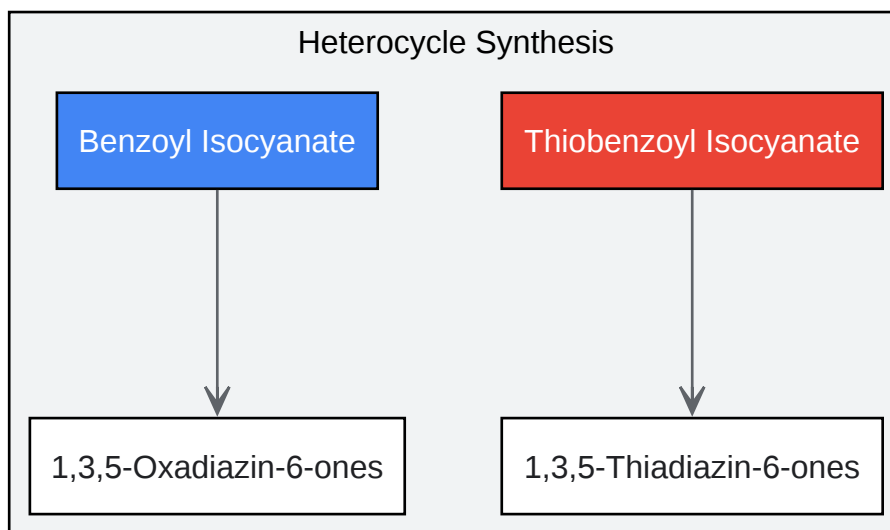 Heterocycle Synthesis
Benzoyl Isocyanate
Thiobenzoyl Isocyanate
1,3,5-Oxadiazin-6-ones
1,3,5-Thiadiazin-6-ones